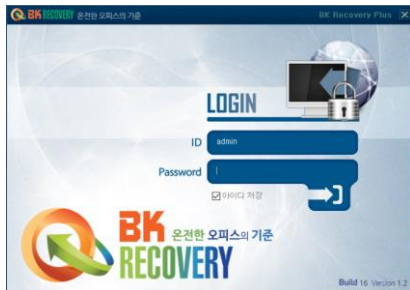 BK RECOVERY 온전한 오피스의 기준
BK Recovery Plus
LOGIN
ID admin
Password
아이디 저장
BK 온전한 오피스의 기준
RECOVERY
Build 16 Version 1.2